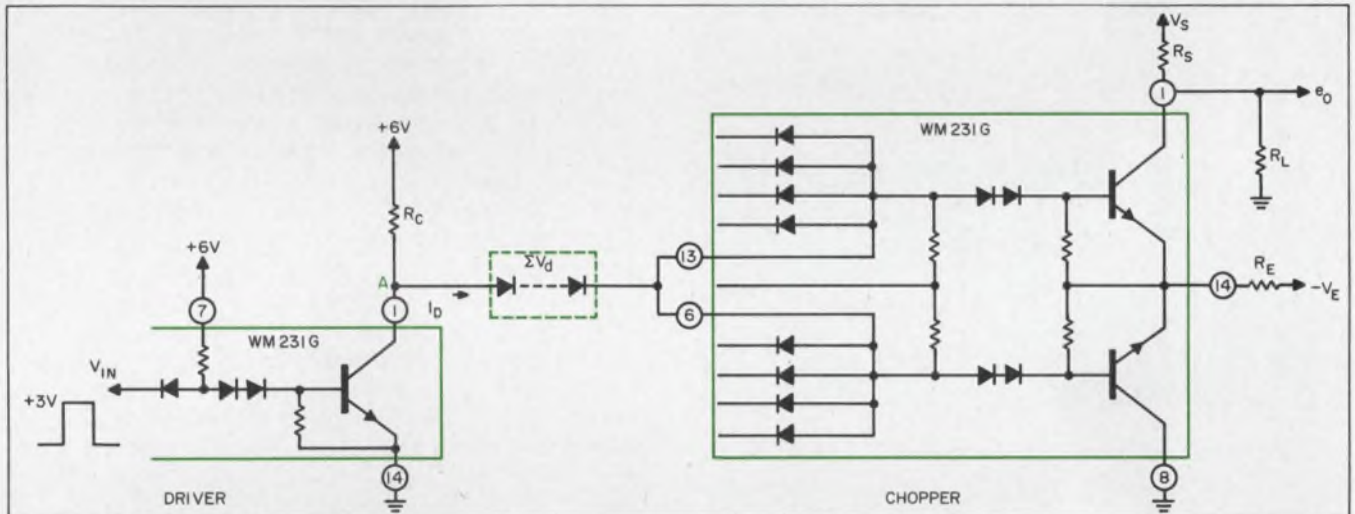 VS
RS
1
eO
WM 231G
RL
+6V
RC
+6V
A
ΣVd
13
7
1
ID
6
14
RE
-VE
WM 231G
VIN
+3V
14
8
DRIVER
CHOPPER